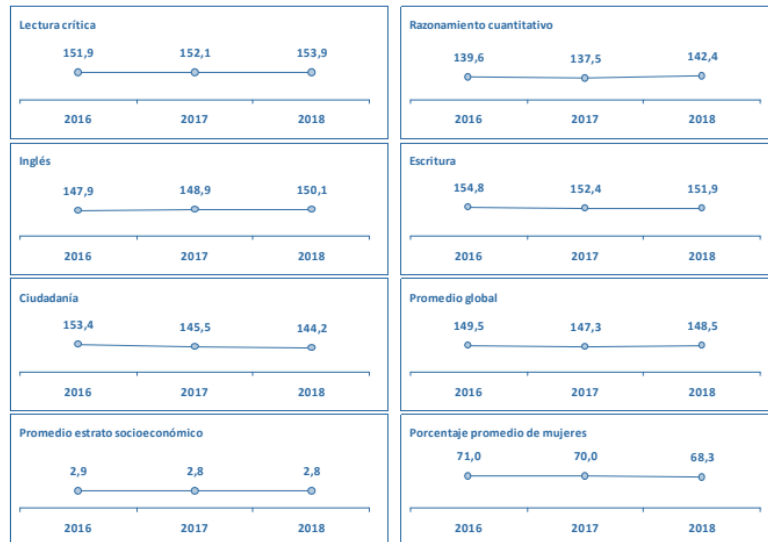 Lectura crítica
151,9 152,1 153,9
2016 2017 2018
Razonamiento cuantitativo
139,6 137,5 142,4
2016 2017 2018
Inglés
147,9 148,9 150,1
2016 2017 2018
Escritura
154,8 152,4 151,9
2016 2017 2018
Ciudadanía
153,4 145,5 144,2
2016 2017 2018
Promedio global
149,5 147,3 148,5
2016 2017 2018
Promedio estrato socioeconómico
2,9 2,8 2,8
2016 2017 2018
Porcentaje promedio de mujeres
71,0 70,0 68,3
2016 2017 2018